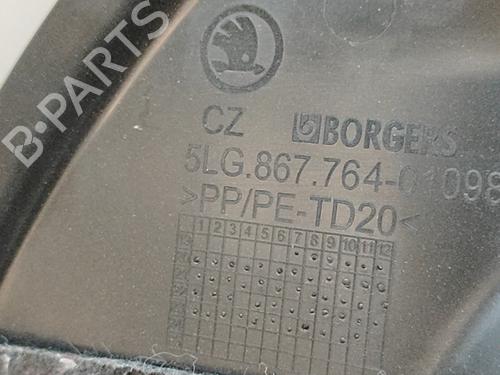 B-PARTS
CZ BORGERS
5LG.867.764
>PP/PE-TD20<
1 2 3 4 5 6 7 8 9 10 11 12